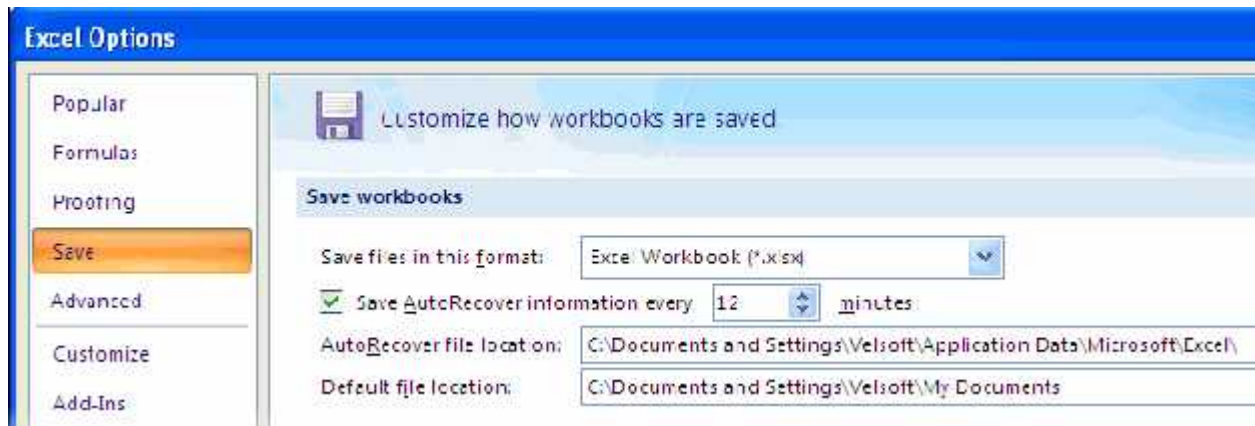 Excel Options
Popular
Formulas
Proofing
Save
Advanced
Customize
Add-Ins
Customize how workbooks are saved
Save workbooks
Save files in this format: Excel Workbook (*.xlsx)
Save AutoRecover information every 12 minutes
AutoRecover file location: C:\Documents and Settings\Velsoft\Application Data\Microsoft\Excel\
Default file location: C:\Documents and Settings\Velsoft\My Documents